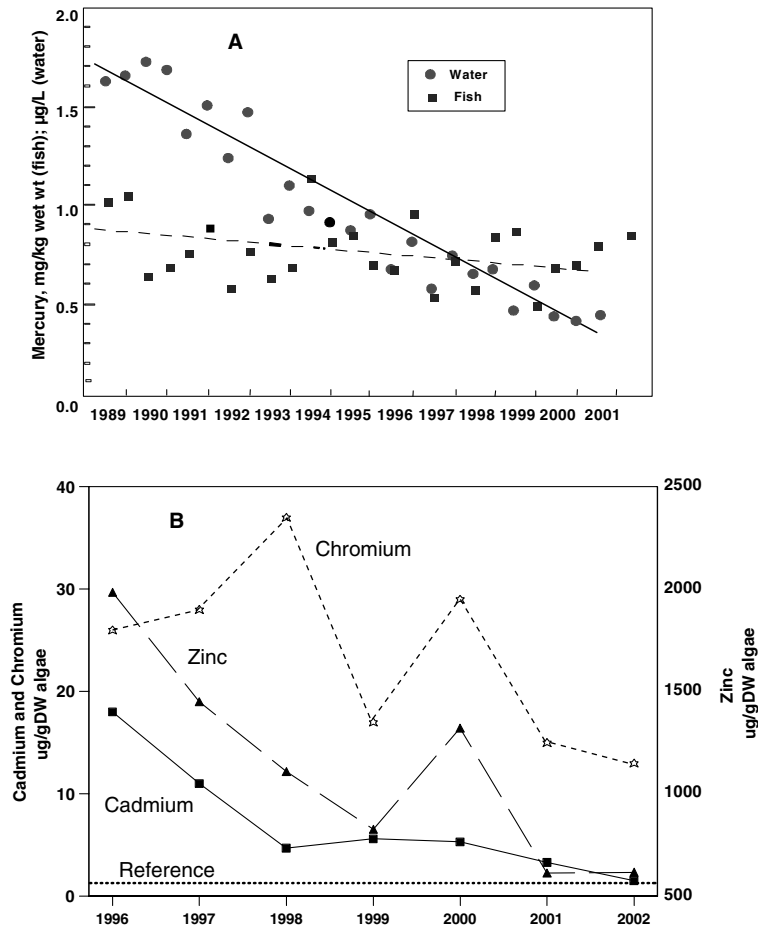 2.0
A
Water
Fish
1.5
1.0
0.5
0.0
Mercury, mg/kg wet wt (fish); µg/L (water)
1989 1990 1991 1992 1993 1994 1995 1996 1997 1998 1999 2000 2001
B
40
30
20
10
0
Cadmium and Chromium
ug/gDW algae
Chromium
Zinc
Cadmium
Reference
2500
2000
1500
1000
500
Zinc
ug/gDW algae
1996 1997 1998 1999 2000 2001 2002